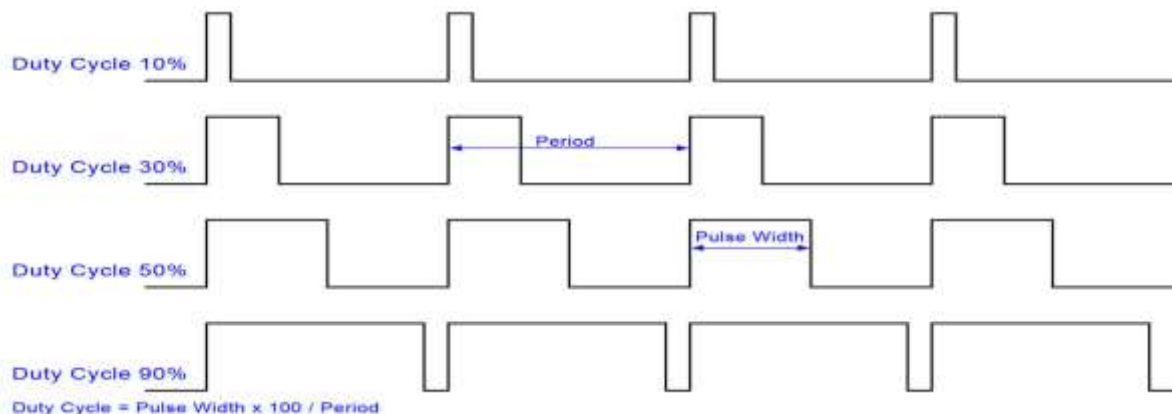 Duty Cycle 10%
Duty Cycle 30%
Period
Duty Cycle 50%
Pulse Width
Duty Cycle 90%
Duty Cycle = Pulse Width x 100 / Period